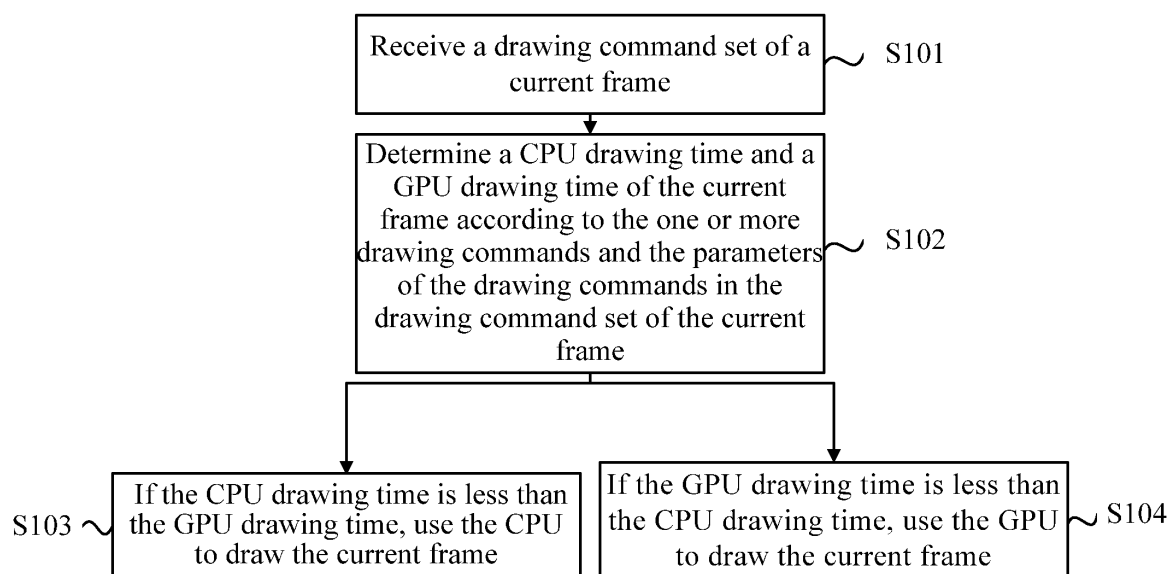 Receive a drawing command set of a
current frame
S101
Determine a CPU drawing time and a
GPU drawing time of the current
frame according to the one or more
drawing commands and the parameters
of the drawing commands in the
drawing command set of the current
frame
S102
If the CPU drawing time is less than
the GPU drawing time, use the CPU
to draw the current frame
S103
If the GPU drawing time is less than
the CPU drawing time, use the GPU
to draw the current frame
S104